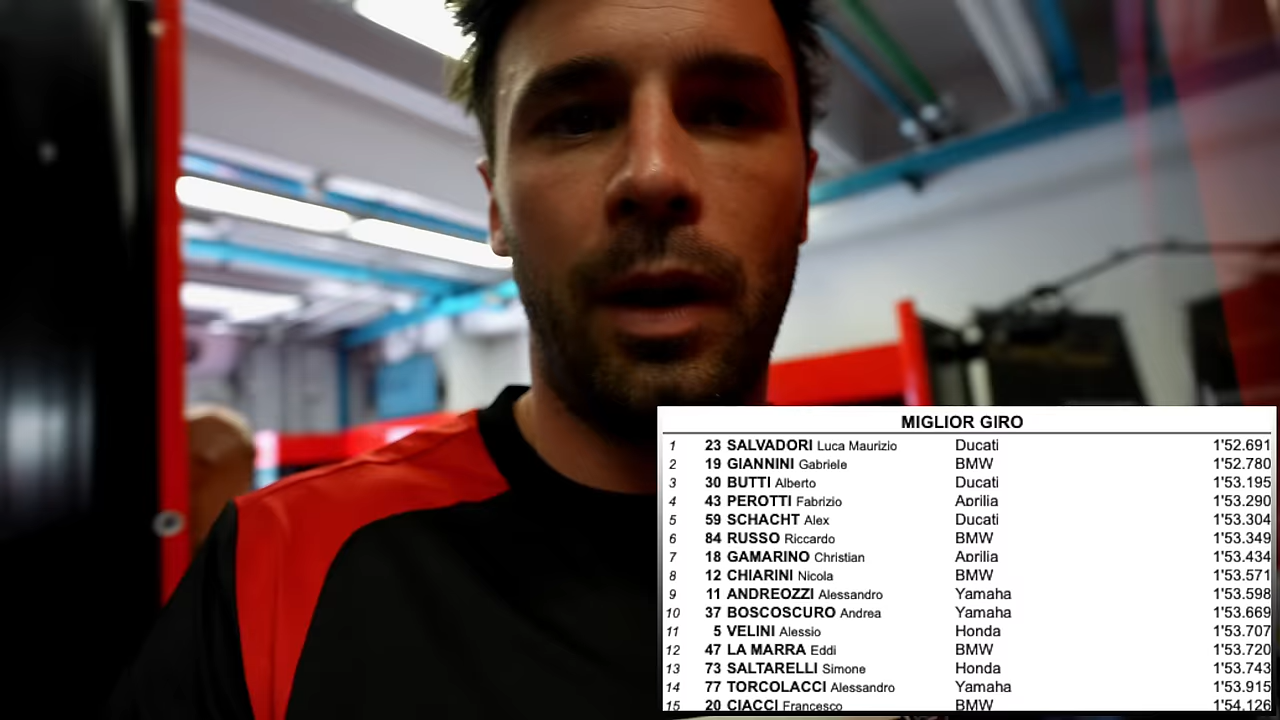 MIGLIOR GIRO
1 23 SALVADORI Luca Maurizio Ducati 1'52.691
2 19 GIANNINI Gabriele BMW 1'52.780
3 30 BUTTI Alberto Ducati 1'53.195
4 43 PEROTTI Fabrizio Aprilia 1'53.290
5 59 SCHACHT Alex Ducati 1'53.304
6 84 RUSSO Riccardo BMW 1'53.349
7 18 GAMARINO Christian Aprilia 1'53.434
8 12 CHIARINI Nicola BMW 1'53.571
9 11 ANDREOZZI Alessandro Yamaha 1'53.598
10 37 BOSCOSCURO Andrea Yamaha 1'53.669
11 5 VELINI Alessio Honda 1'53.707
12 47 LA MARRA Eddi BMW 1'53.720
13 73 SALTARELLI Simone Honda 1'53.743
14 77 TORCOLACCI Alessandro Yamaha 1'53.915
15 20 CIACCI Francesco BMW 1'54.126